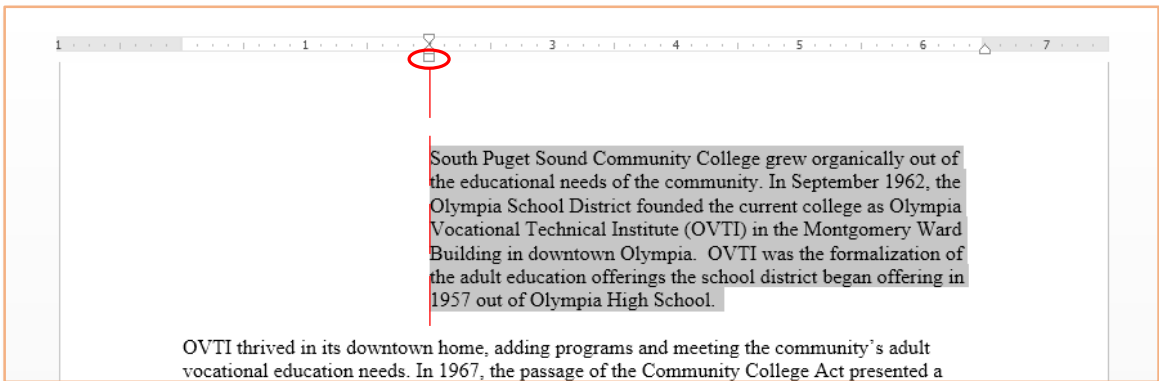 1 1 3 4 5 6 7
South Puget Sound Community College grew organically out of
the educational needs of the community. In September 1962, the
Olympia School District founded the current college as Olympia
Vocational Technical Institute (OVTI) in the Montgomery Ward
Building in downtown Olympia.  OVTI was the formalization of
the adult education offerings the school district began offering in
1957 out of Olympia High School.
OVTI thrived in its downtown home, adding programs and meeting the community’s adult
vocational education needs. In 1967, the passage of the Community College Act presented a